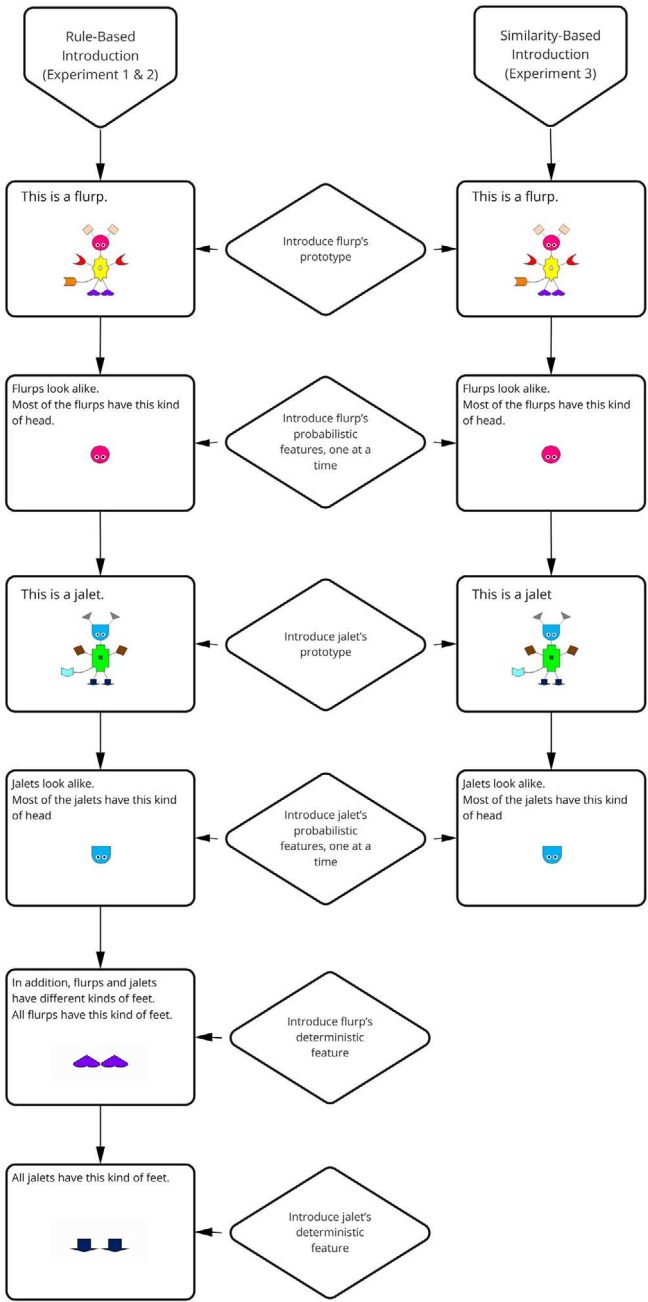 Rule-Based
Introduction
(Experiment 1 & 2)
Similarity-Based
Introduction
(Experiment 3)
This is a flurp.
Introduce flurp's
prototype
This is a flurp.
Flurps look alike.
Most of the flurps have this kind
of head.
Introduce flurp's
probabilistic
features, one at a
time
Flurps look alike.
Most of the flurps have this kind
of head.
This is a jalet.
Introduce jalet's
prototype
This is a jalet
Jalets look alike.
Most of the jalets have this kind
of head
Introduce jalet's
probabilistic
features, one at a
time
Jalets look alike.
Most of the jalets have this kind
of head
In addition, flurps and jalets
have different kinds of feet.
All flurps have this kind of feet.
Introduce flurp's
deterministic
feature
All jalets have this kind of feet.
Introduce jalet's
deterministic
feature